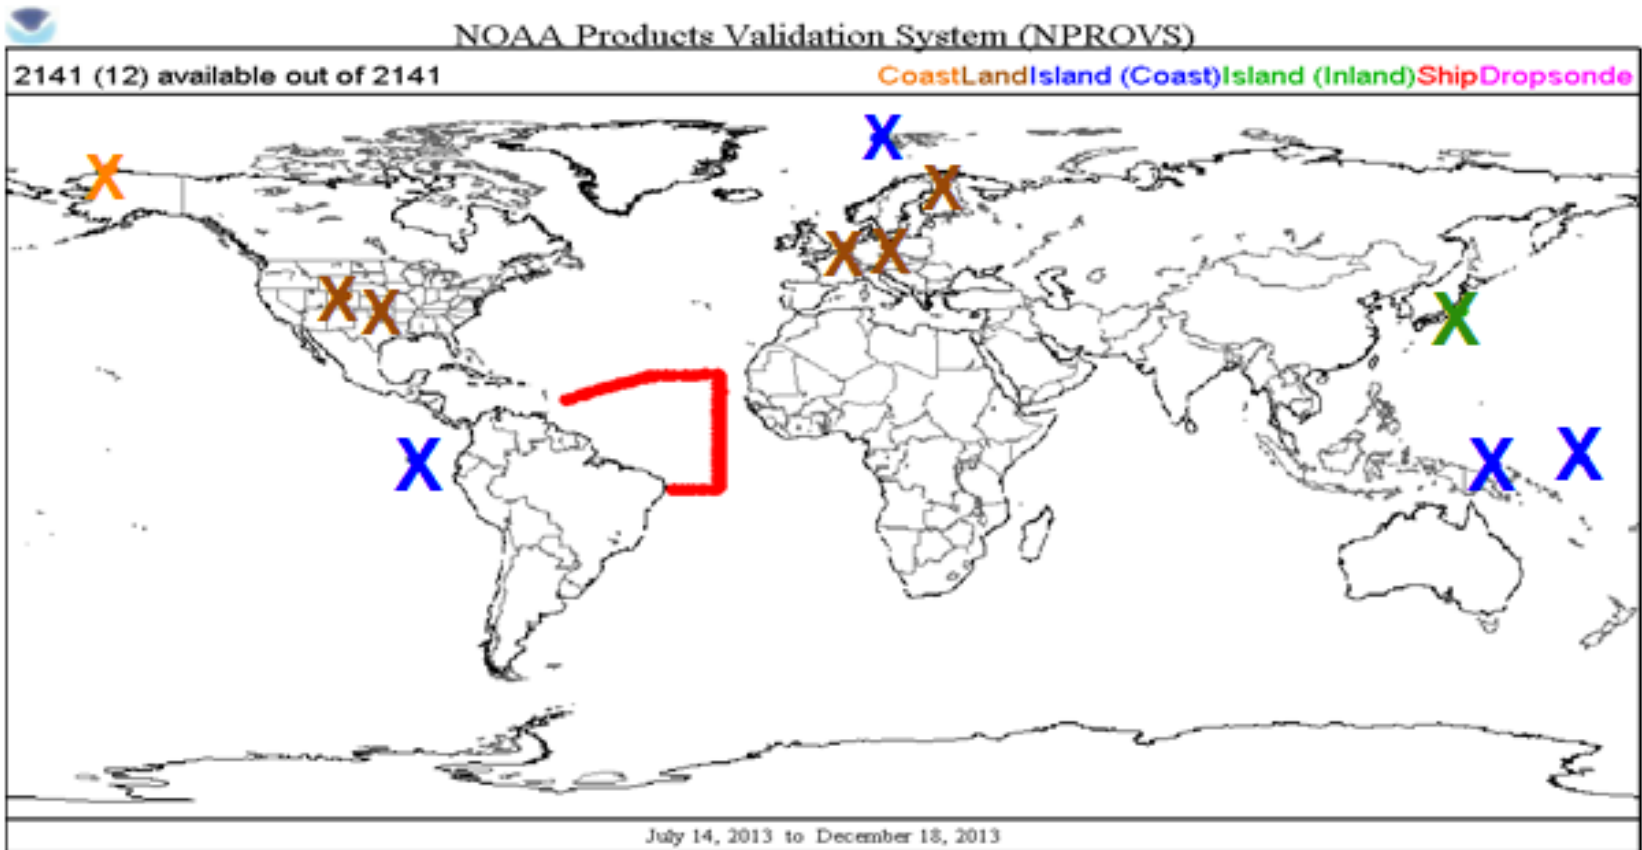 NOAA Products Validation System (NPROVS)
2141 (12) available out of 2141 CoastLandIsland (Coast)Island (Inland)ShipDropsonde
X
X
X
X X
X X
X
X X X
July 14, 2013 to December 18, 2013